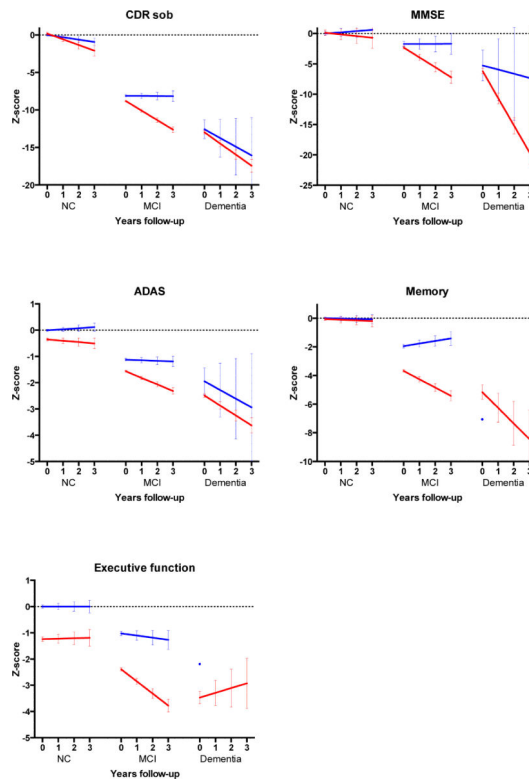 CDR sob
0
-5
-10
-15
-20
Z-score
0 1 2 3 0 1 2 3 0 1 2 3
NC MCI Dementia
Years follow-up
MMSE
5
0
-5
-10
-15
-20
-25
Z-score
0 1 2 3 0 1 2 3 0 1 2 3
NC MCI Dementia
Years follow-up
ADAS
1
0
-1
-2
-3
-4
-5
Z-score
0 1 2 3 0 1 2 3 0 1 2 3
NC MCI Dementia
Years follow-up
Memory
2
0
-2
-4
-6
-8
-10
Z-score
0 1 2 3 0 1 2 3 0 1 2 3
NC MCI Dementia
Years follow-up
Executive function
1
0
-1
-2
-3
-4
-5
Z-score
0 1 2 3 0 1 2 3 0 1 2 3
NC MCI Dementia
Years follow-up